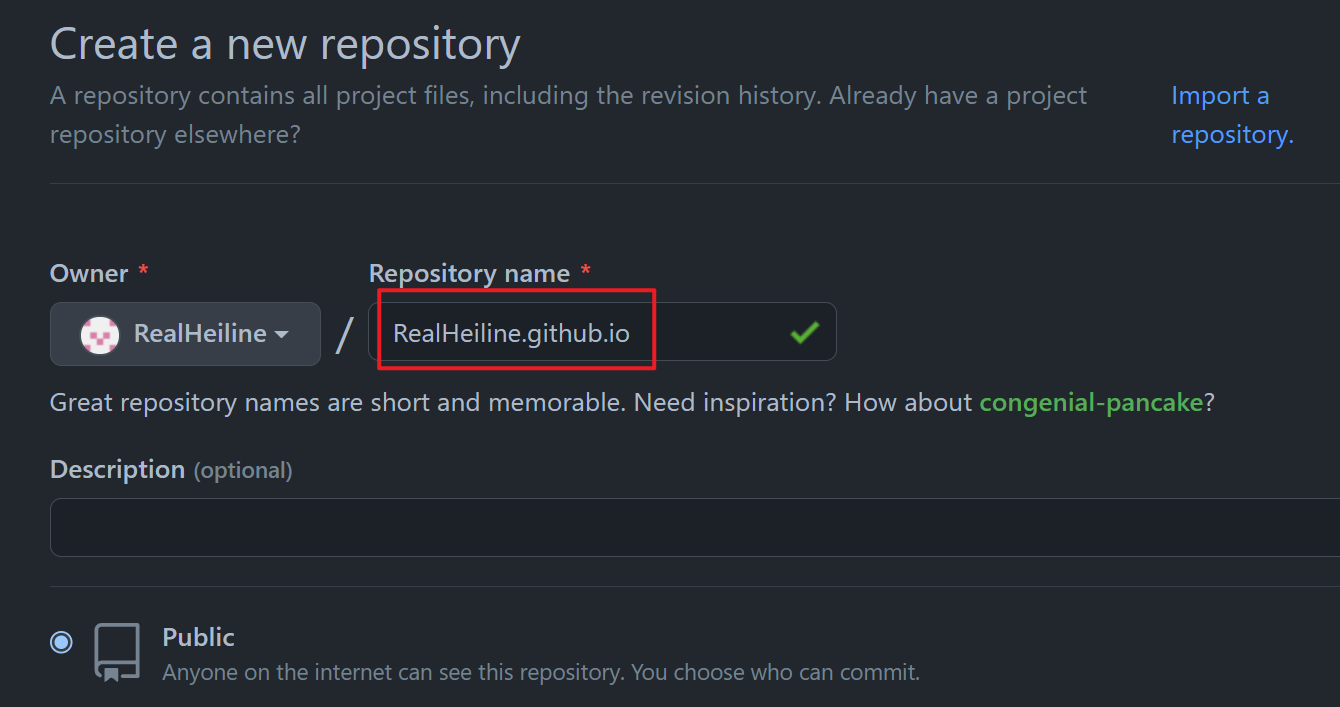 Create a new repository
A repository contains all project files, including the revision history. Already have a project
repository elsewhere?
Import a
repository.
Owner *
Repository name *
RealHeiline
/
RealHeiline.github.io
Great repository names are short and memorable. Need inspiration? How about congenial-pancake?
Description (optional)
Public
Anyone on the internet can see this repository. You choose who can commit.